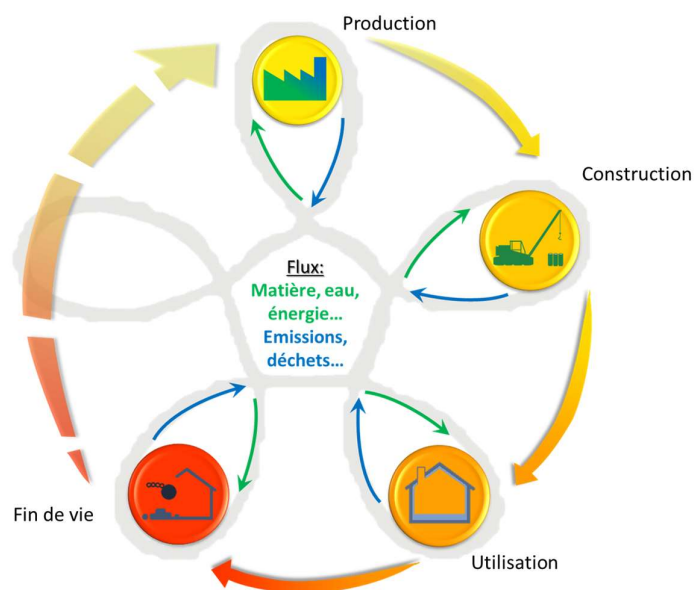 Production
Construction
Flux:
Matière, eau,
énergie...
Emissions,
déchets...
Fin de vie
Utilisation